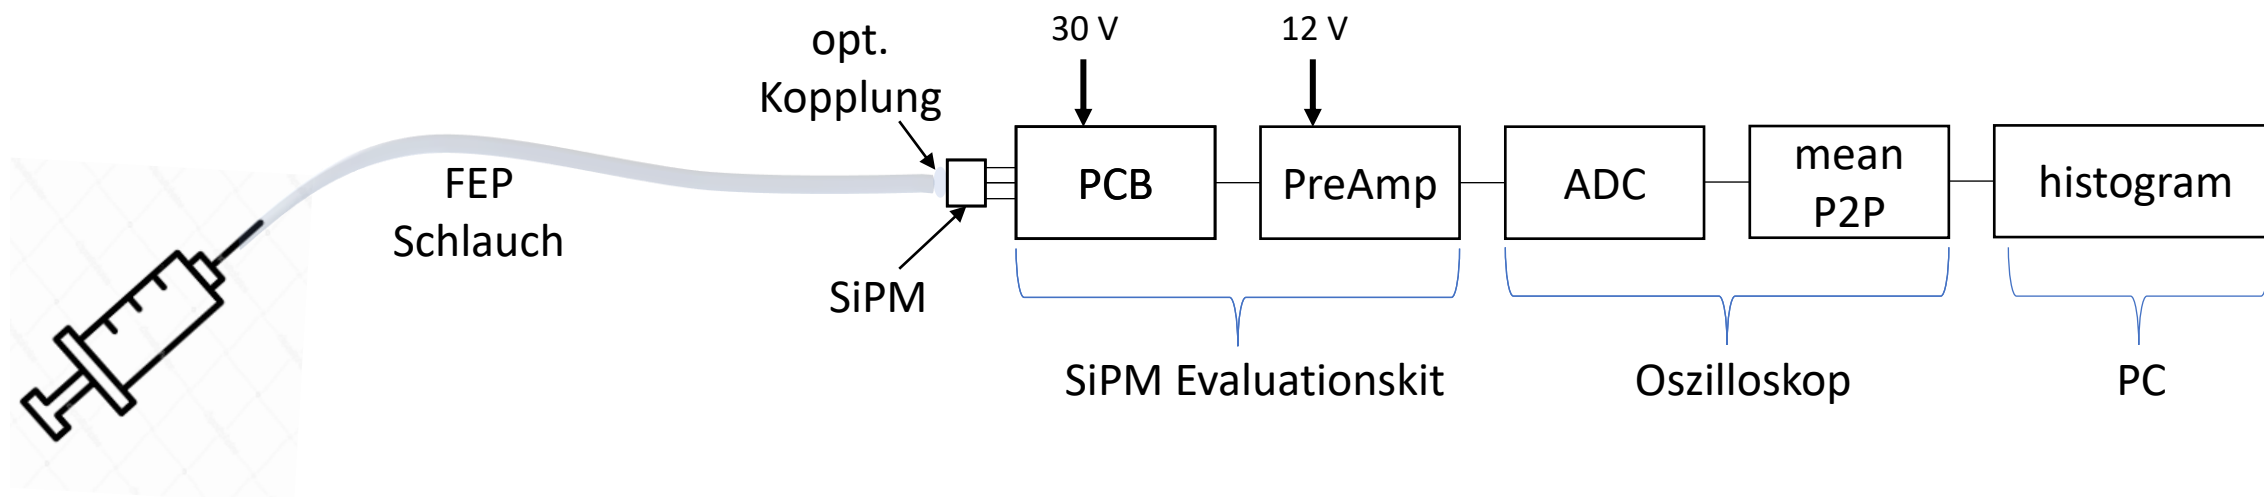 opt.
Kopplung
30 V
12 V
FEP
Schlauch
SiPM
PCB
PreAmp
ADC
mean
P2P
histogram
SiPM Evaluationskit
Oszilloskop
PC